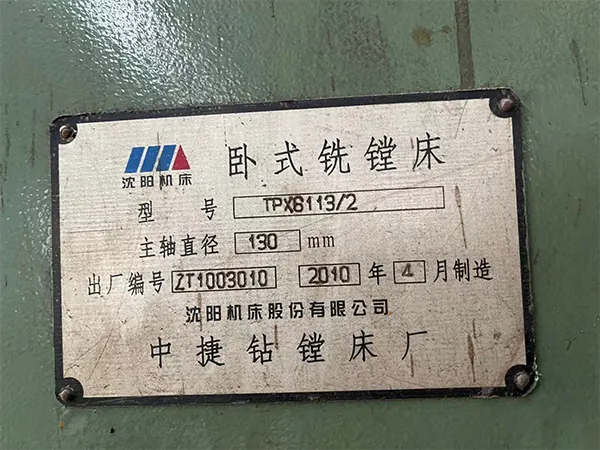 沈阳机床
卧式铣镗床
型号 TPX6113/2
主轴直径 130 mm
出厂编号 ZT1003010 2010 年 4 月制造
沈阳机床股份有限公司
中捷钻镗床厂